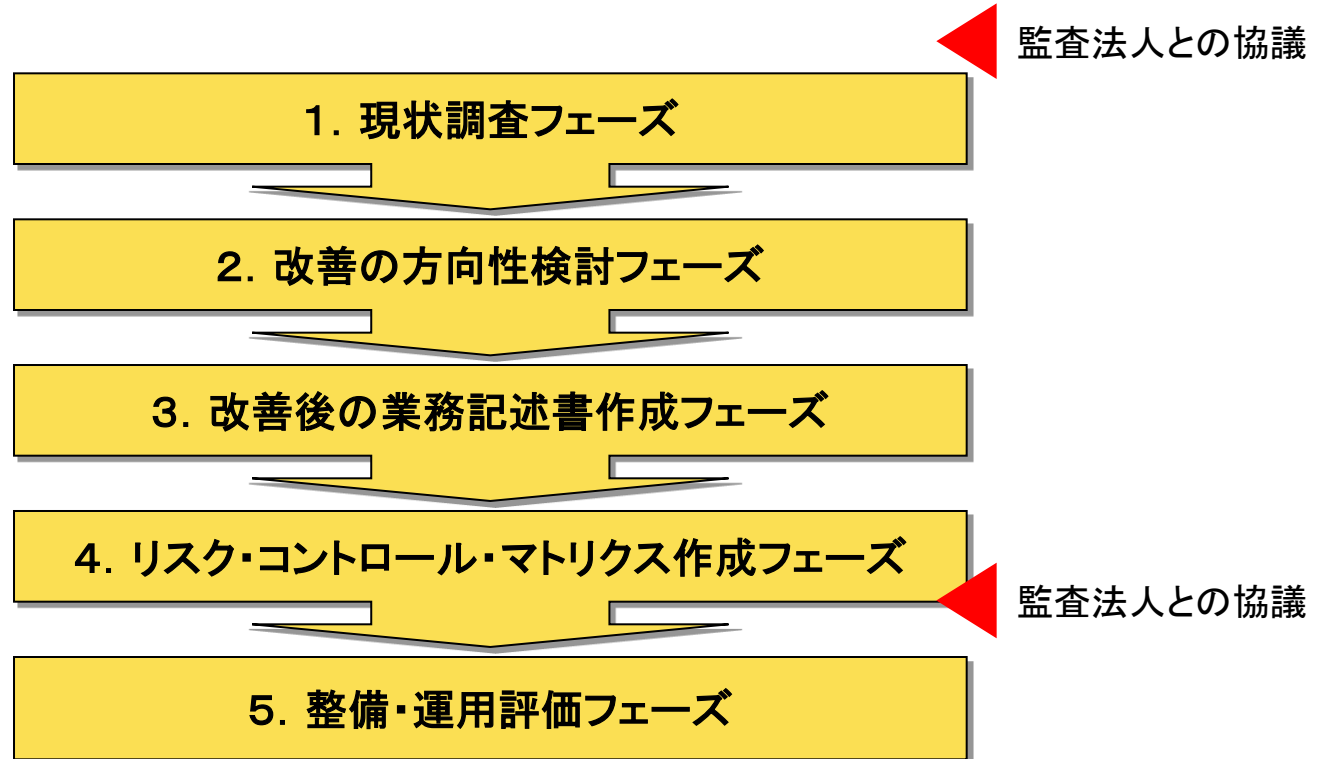 監査法人との協議
１．現状調査フェーズ
２．改善の方向性検討フェーズ
３．改善後の業務記述書作成フェーズ
４．リスク・コントロール・マトリクス作成フェーズ
監査法人との協議
５．整備・運用評価フェーズ